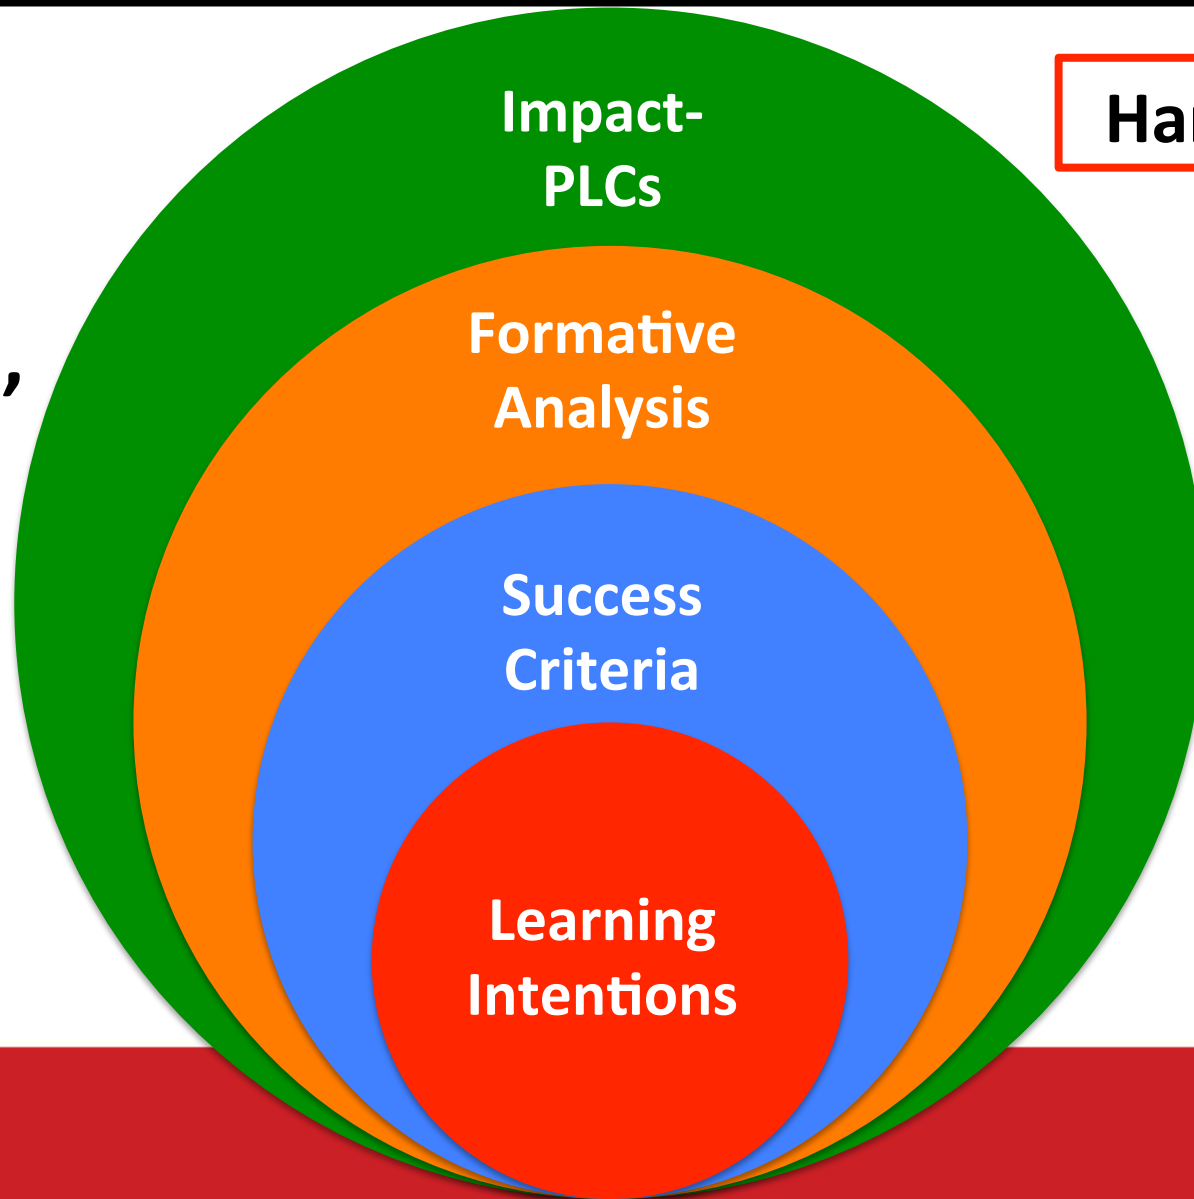 Impact-
PLCs
Formative
Analysis
,
Success
Criteria
Learning
Intentions